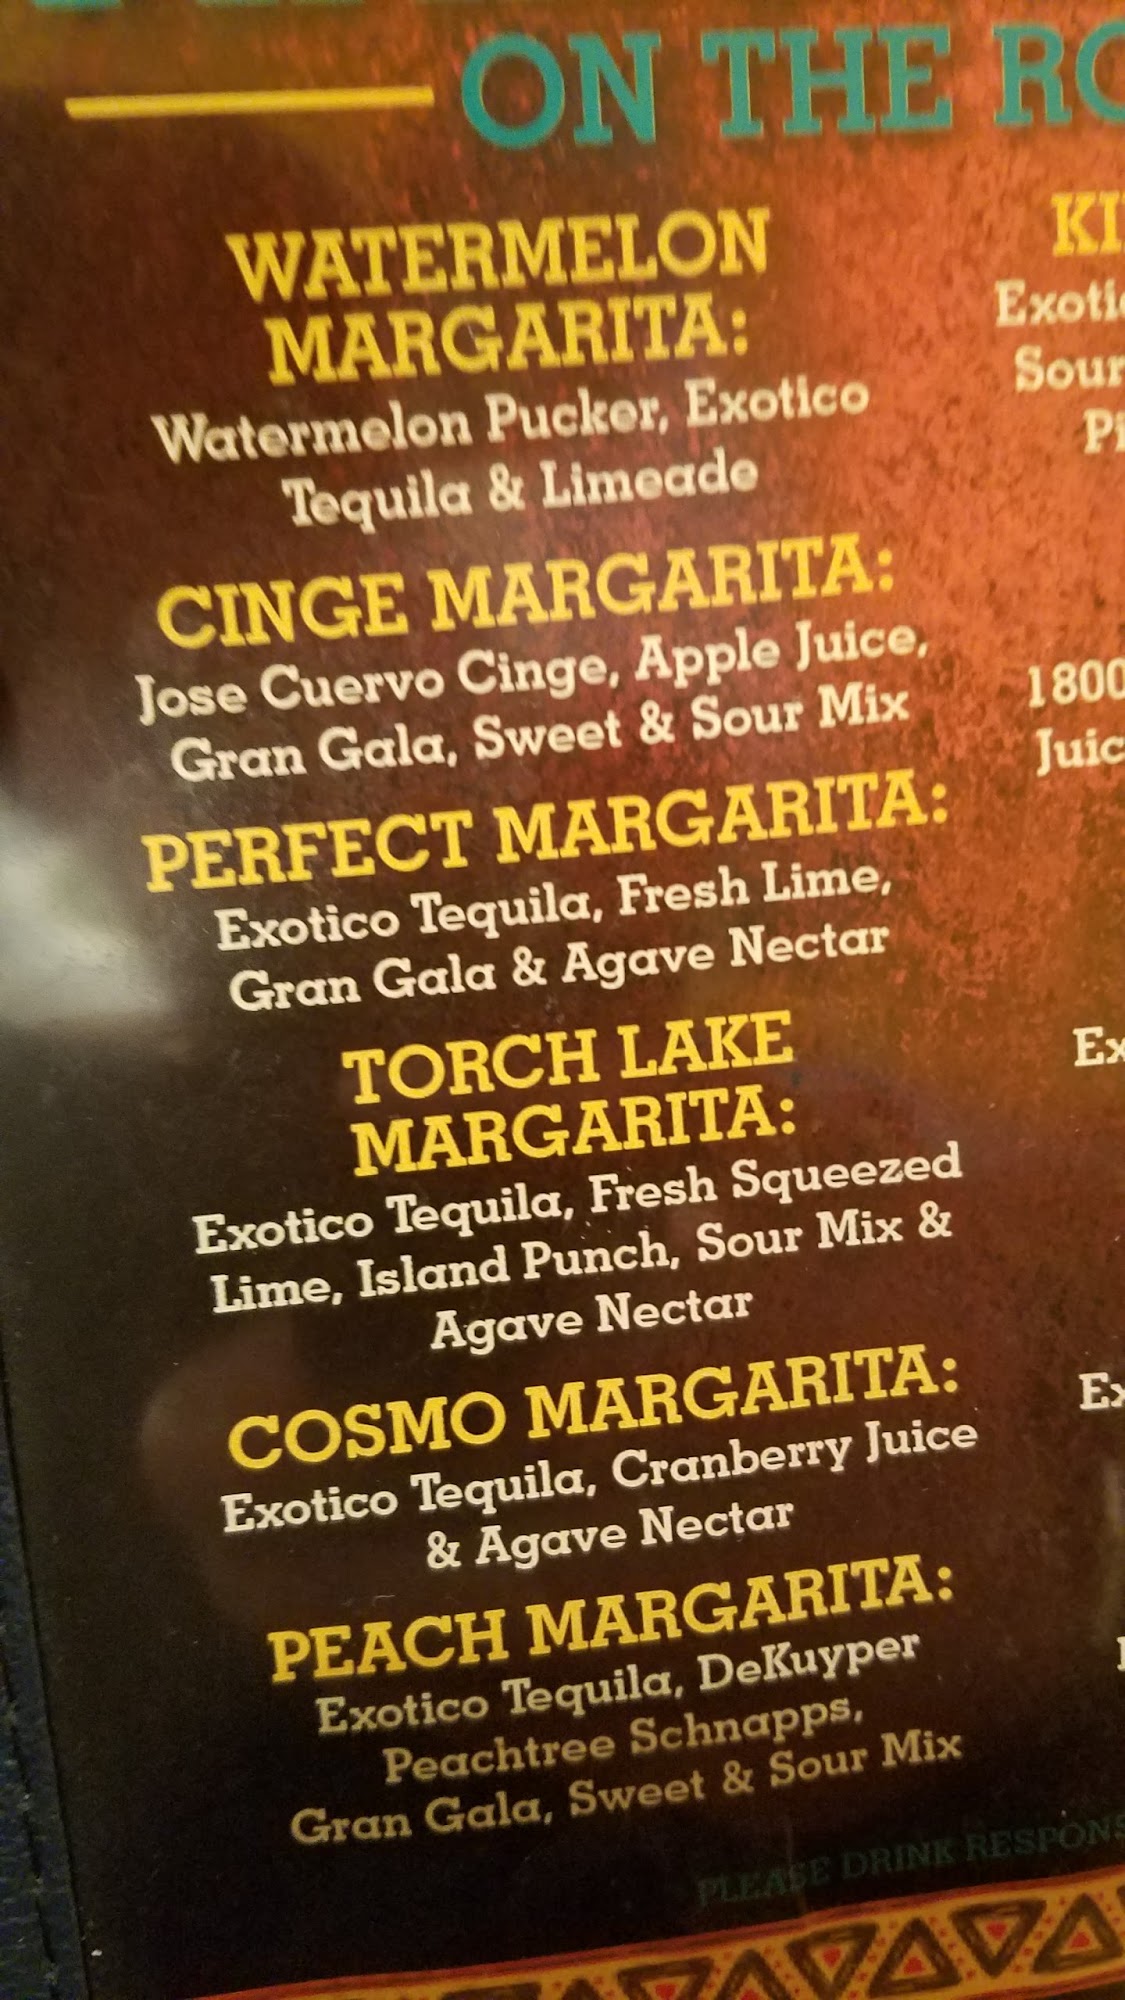 ON THE
WATERMELON
MARGARITA:
Watermelon Pucker, Exotico
Tequila & Limeade
CINGE MARGARITA:
Jose Cuervo Cinge, Apple Juice,
Gran Gala, Sweet & Sour Mix
PERFECT MARGARITA:
Exotico Tequila, Fresh Lime,
Gran Gala & Agave Nectar
TORCH LAKE
MARGARITA:
Exotico Tequila, Fresh Squeezed
Lime, Island Punch, Sour Mix &
Agave Nectar
COSMO MARGARITA:
Exotico Tequila, Cranberry Juice
& Agave Nectar
PEACH MARGARITA:
Exotico Tequila, DeKuyper
Peachtree Schnapps,
Gran Gala, Sweet & Sour Mix
Sour
1800
PLEASE DRINK